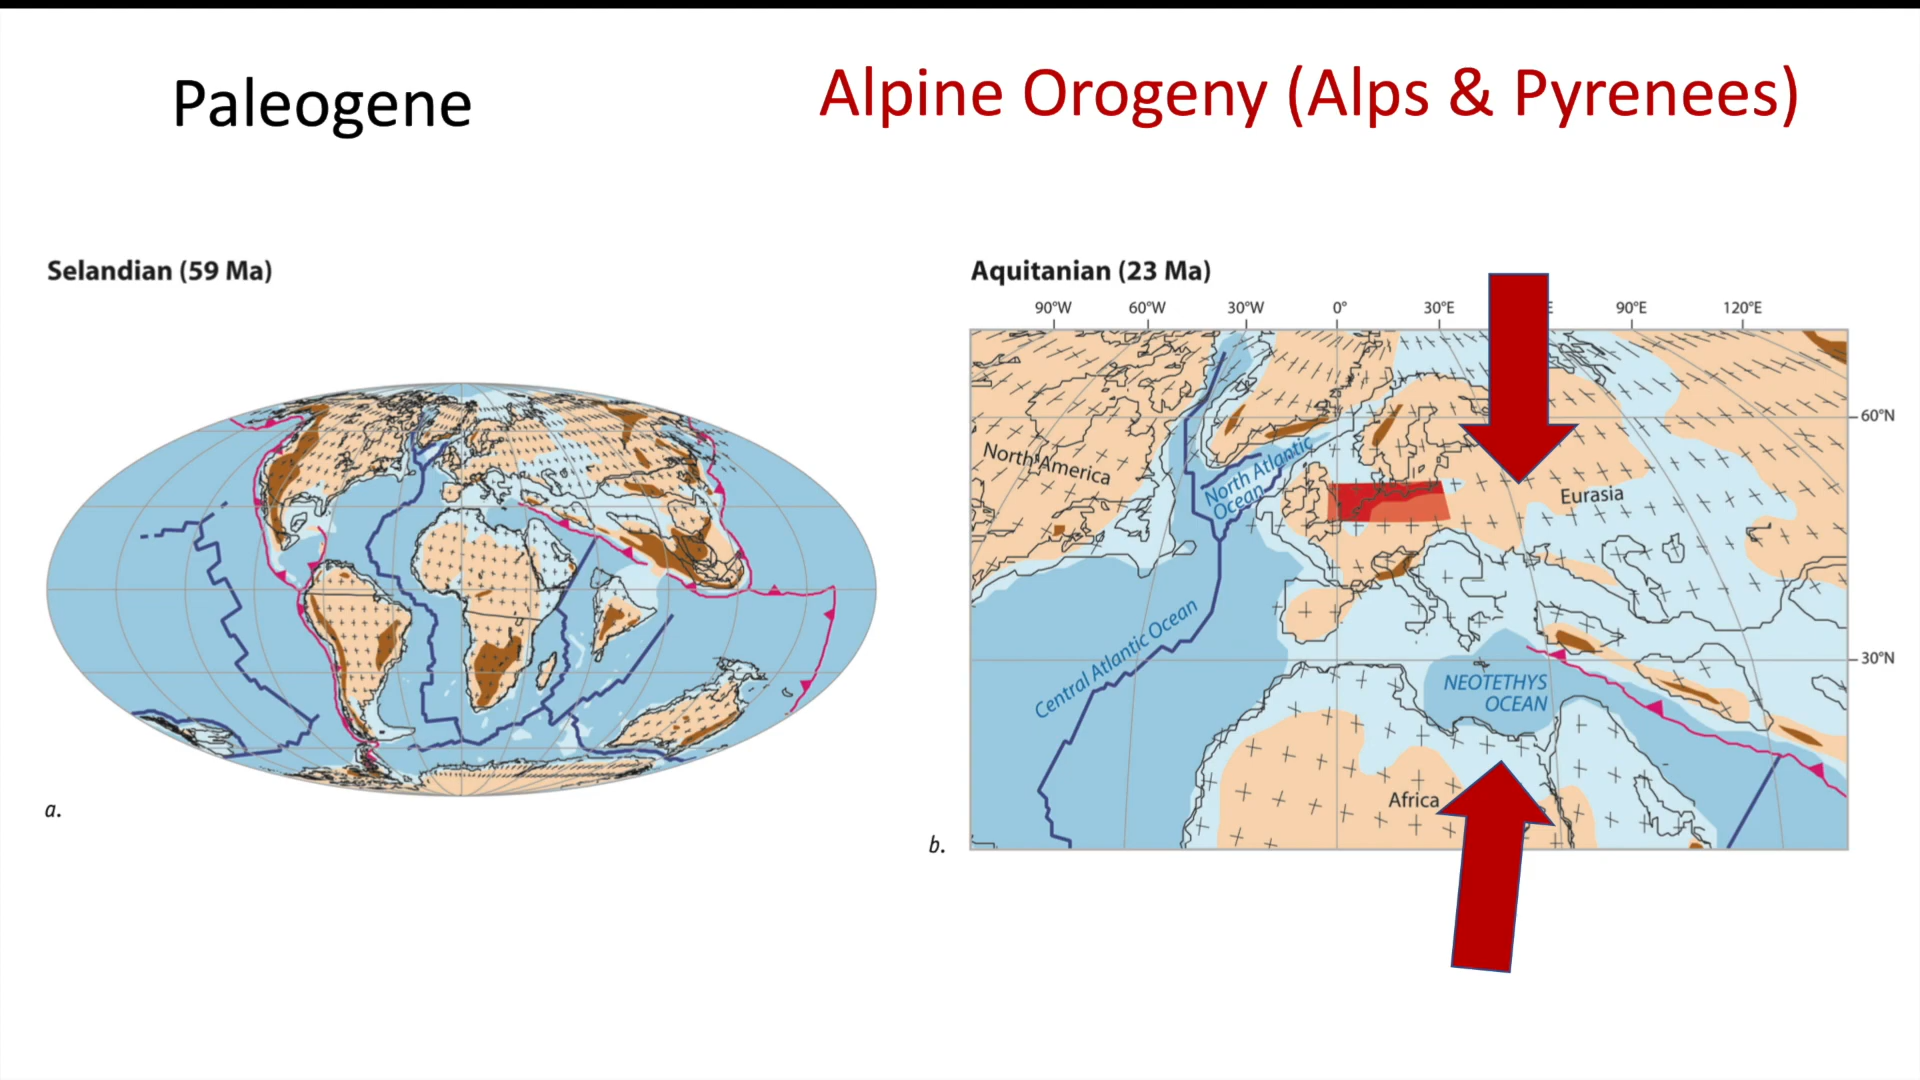 Paleogene
Alpine Orogeny (Alps & Pyrenees)
Selandian (59 Ma)
Aquitanian (23 Ma)
90°W 60°W 30°W 0° 30°E E 90°E 120°E
60°N
North America
North Atlantic
Ocean
Eurasia
Central Atlantic Ocean
30°N
NEOTETHYS
OCEAN
Africa
a.
b.